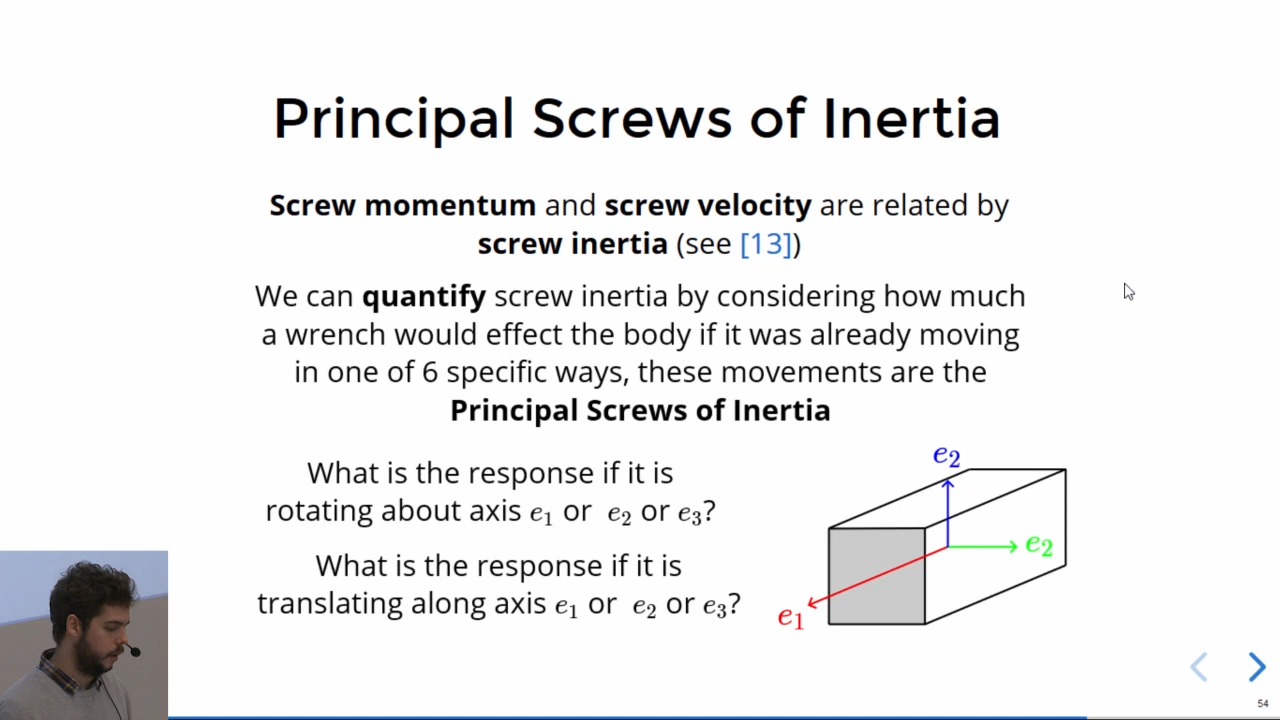 Principal Screws of Inertia
Screw momentum and screw velocity are related by
screw inertia (see [13])
We can quantify screw inertia by considering how much
a wrench would effect the body if it was already moving
in one of 6 specific ways, these movements are the
Principal Screws of Inertia
What is the response if it is
rotating about axis e₁ or e₂ or e₃?
What is the response if it is
translating along axis e₁ or e₂ or e₃?
e₂
e₂
e₁
54